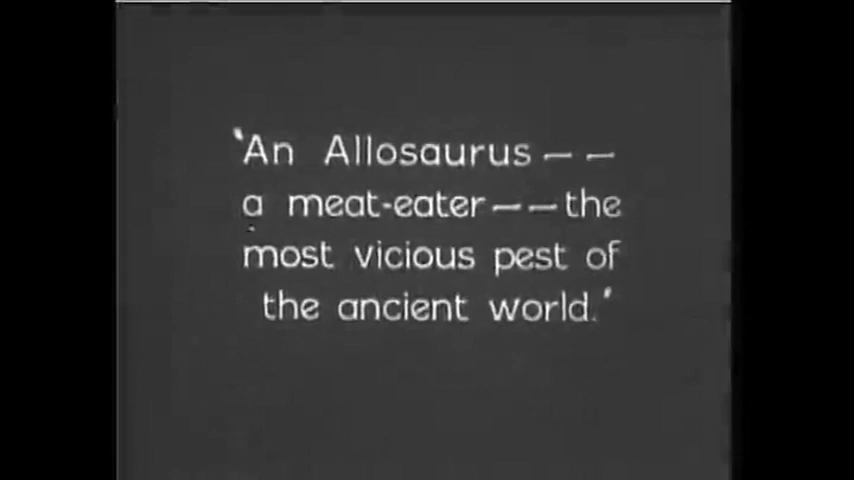 'An Allosaurus — —
a meat-eater — — the
most vicious pest of
the ancient world.'